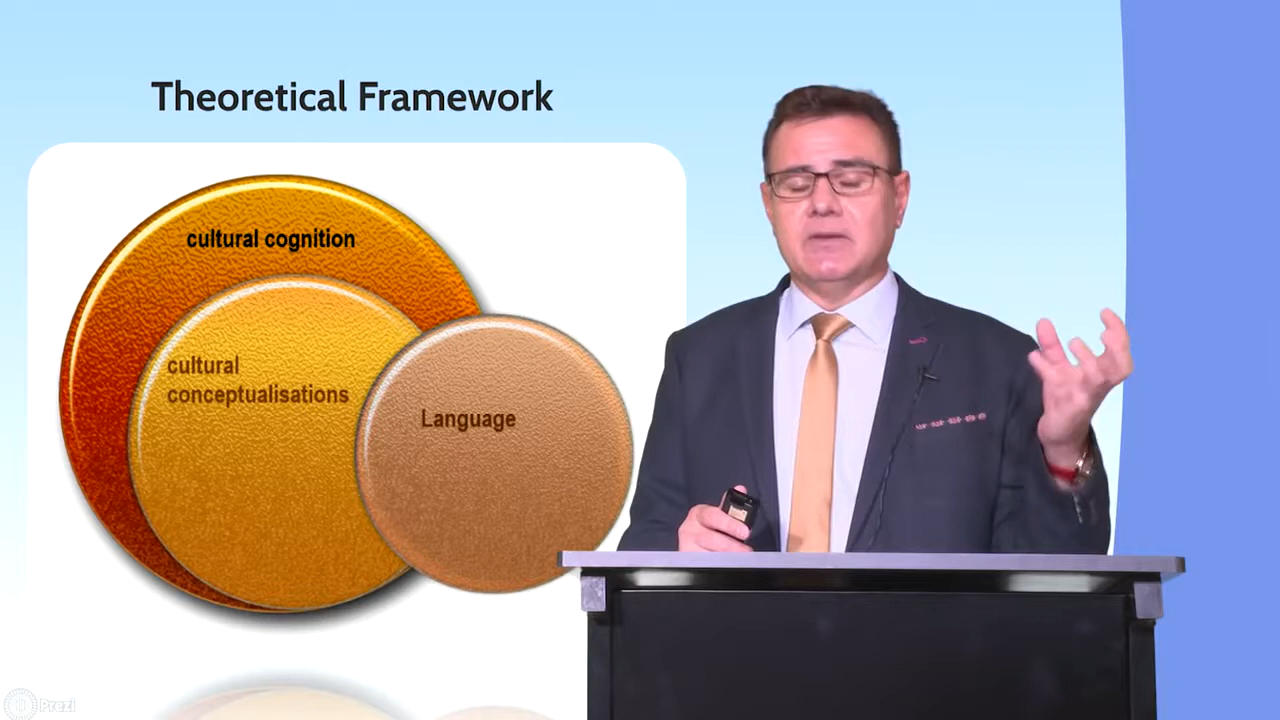 Theoretical Framework
cultural cognition
cultural
conceptualisations
Language
Prezi